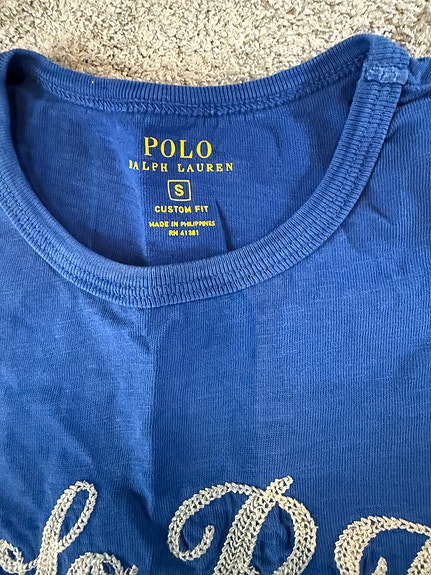 POLO
RALPH LAUREN
S
CUSTOM FIT
MADE IN PHILIPPINES
RN 41381